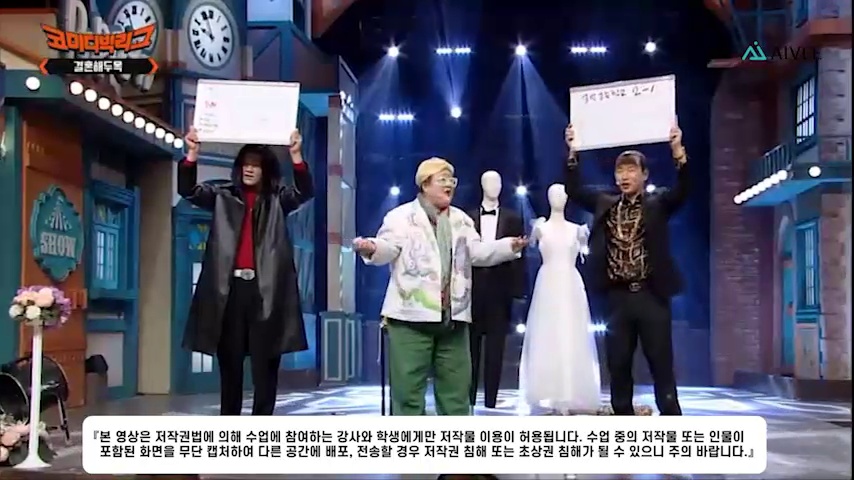 코미디빅리그
결혼해두목
AIVLE
SHOW
『본 영상은 저작권법에 의해 수업에 참여하는 강사와 학생에게만 저작물 이용이 허용됩니다. 수업 중의 저작물 또는 인물이
포함된 화면을 무단 캡처하여 다른 공간에 배포, 전송할 경우 저작권 침해 또는 초상권 침해가 될 수 있으니 주의 바랍니다.』